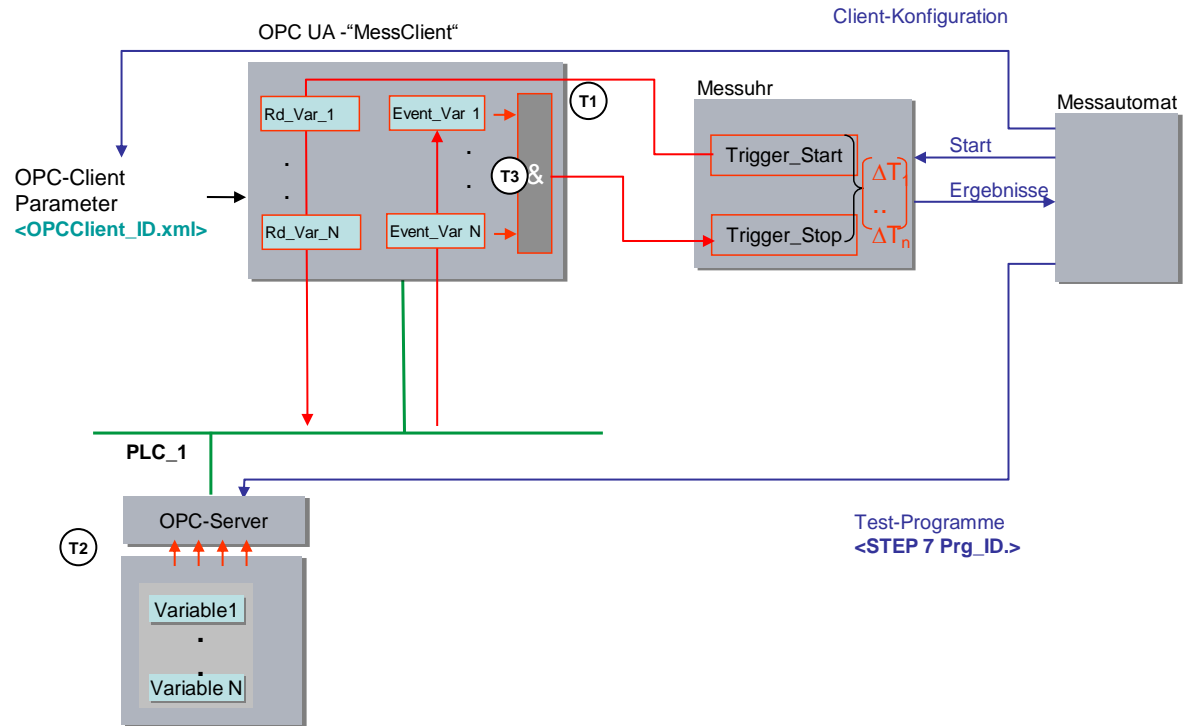 Client-Konfiguration
OPC UA -“MessClient“
Messuhr
Messautomat
T1
Rd_Var_1
Event_Var 1
Trigger_Start
Start
ΔT1
T3
&
Ergebnisse
..
OPC-Client
Parameter
<OPCClient_ID.xml>
Rd_Var_N
Event_Var N
Trigger_Stop
ΔTn
PLC_1
OPC-Server
T2
Test-Programme
<STEP 7 Prg_ID.>
Variable1
Variable N